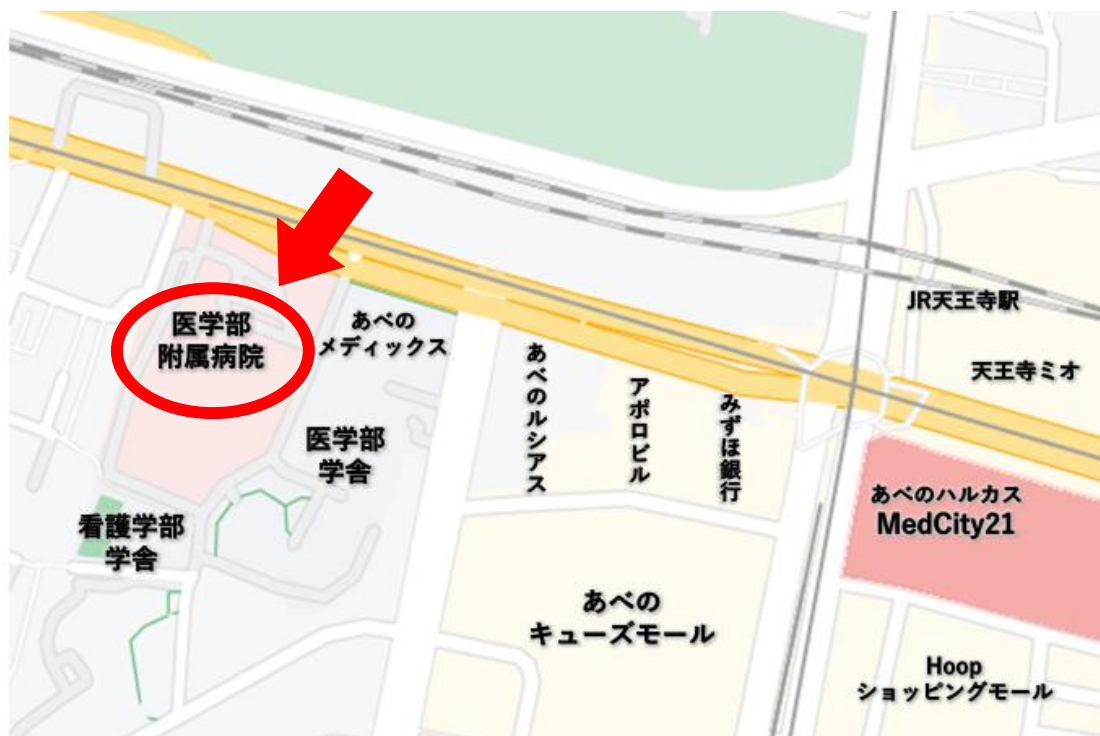 医学部
附属病院
あべの
メディックス
医学部
学舎
看護学部
学舎
あべのルシアス
アポロビル
みずほ銀行
JR天王寺駅
天王寺ミオ
あべのハルカス
MedCity21
あべの
キューズモール
Hoop
ショッピングモール